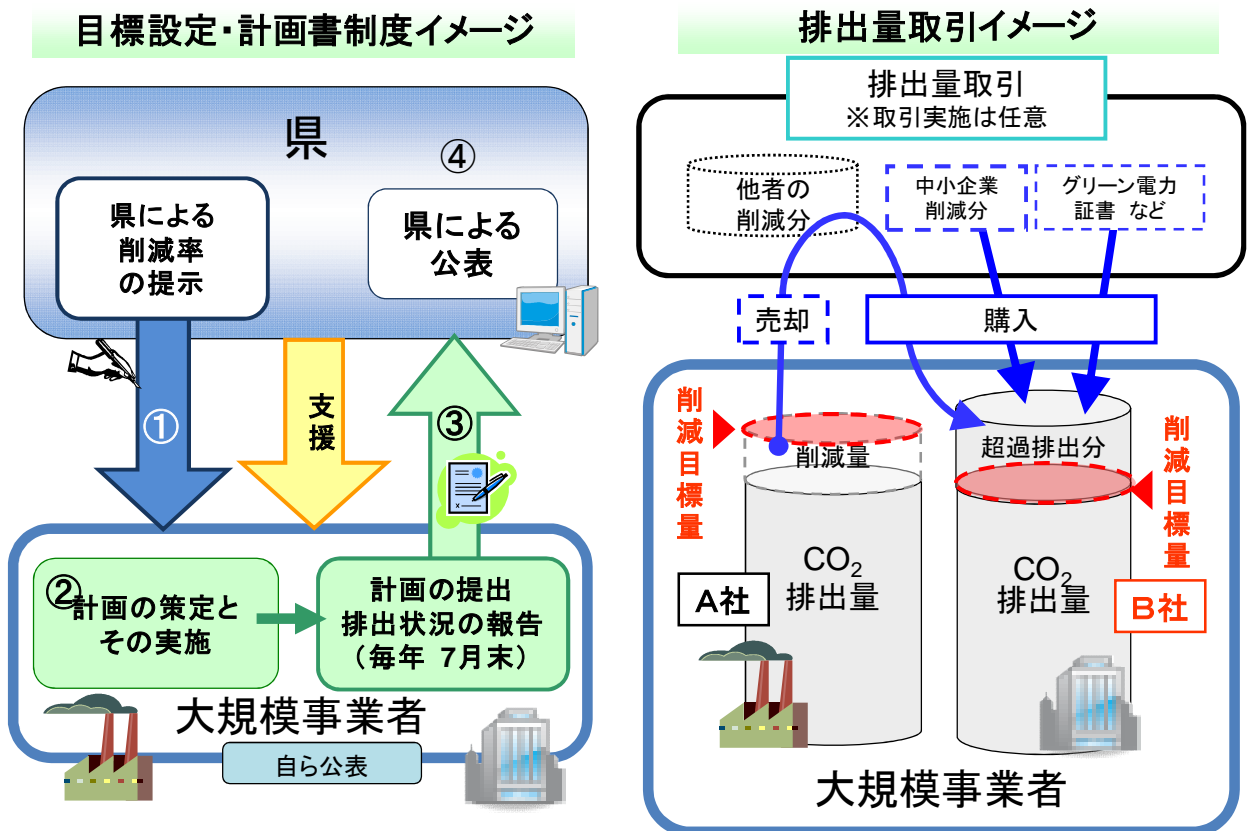 目標設定・計画書制度イメージ
県
④
県による
削減率
の提示
県による
公表
①
支
援
③
②
計画の策定と
その実施
計画の提出
排出状況の報告
（毎年 7月末）
大規模事業者
自ら公表
排出量取引イメージ
排出量取引
※取引実施は任意
他者の
削減分
中小企業
削減分
グリーン電力
証書 など
売却
購入
削減目標量
削減量
超過排出分
削減目標量
CO2
排出量
A社
CO2
排出量
B社
大規模事業者